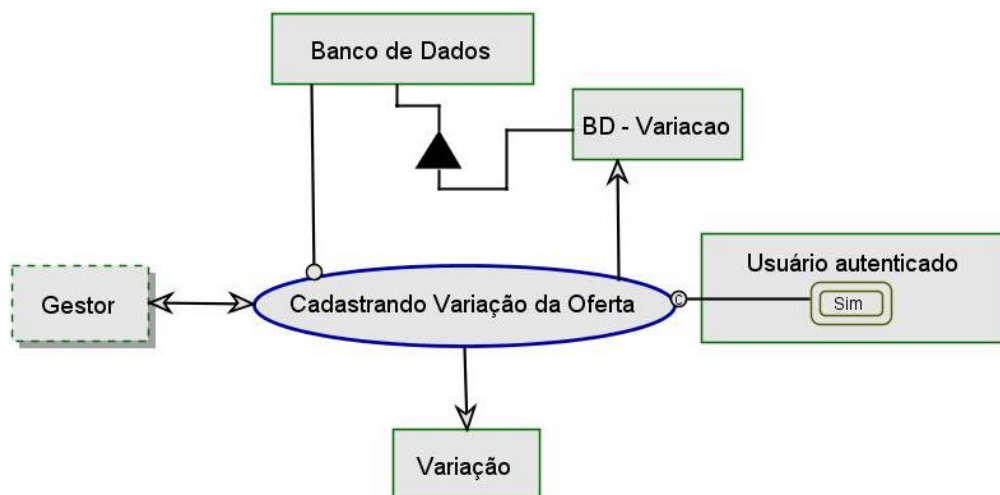 Banco de Dados
BD - Variacao
Usuário autenticado
Gestor
Cadastrando Variação da Oferta
C
Sim
Variação